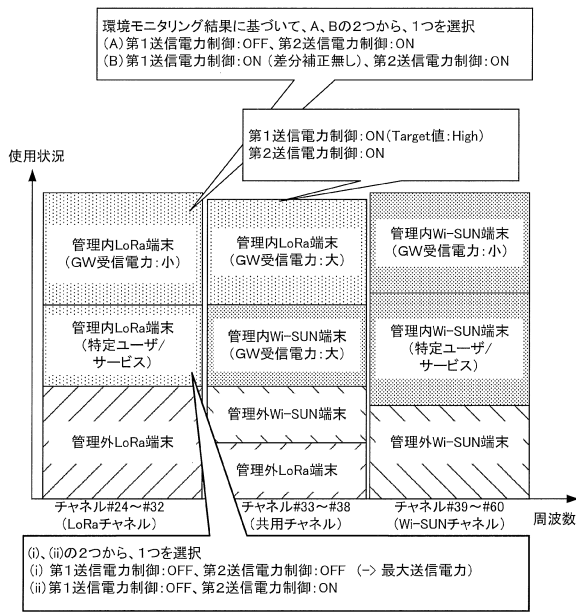 環境モニタリング結果に基づいて、A、Bの2つから、1つを選択
(A)第1送信電力制御:OFF、第2送信電力制御:ON
(B)第1送信電力制御:ON (差分補正無し)、第2送信電力制御:ON
第1送信電力制御:ON(Target値:High)
第2送信電力制御:ON
使用状況
管理内LoRa端末
(GW受信電力:小)
管理内LoRa端末
(特定ユーザ/
サービス)
管理外LoRa端末
管理内LoRa端末
(GW受信電力:大)
管理内Wi-SUN端末
(GW受信電力:大)
管理外Wi-SUN端末
管理外LoRa端末
管理内Wi-SUN端末
(GW受信電力:小)
管理内Wi-SUN端末
(特定ユーザ/
サービス)
管理外Wi-SUN端末
チャネル#24~#32
(LoRaチャネル)
チャネル#33~#38
(共用チャネル)
チャネル#39~#60
(Wi-SUNチャネル)
周波数
(i)、(ii)の2つから、1つを選択
(i) 第1送信電力制御:OFF、第2送信電力制御:OFF (-> 最大送信電力)
(ii)第1送信電力制御:OFF、第2送信電力制御:ON